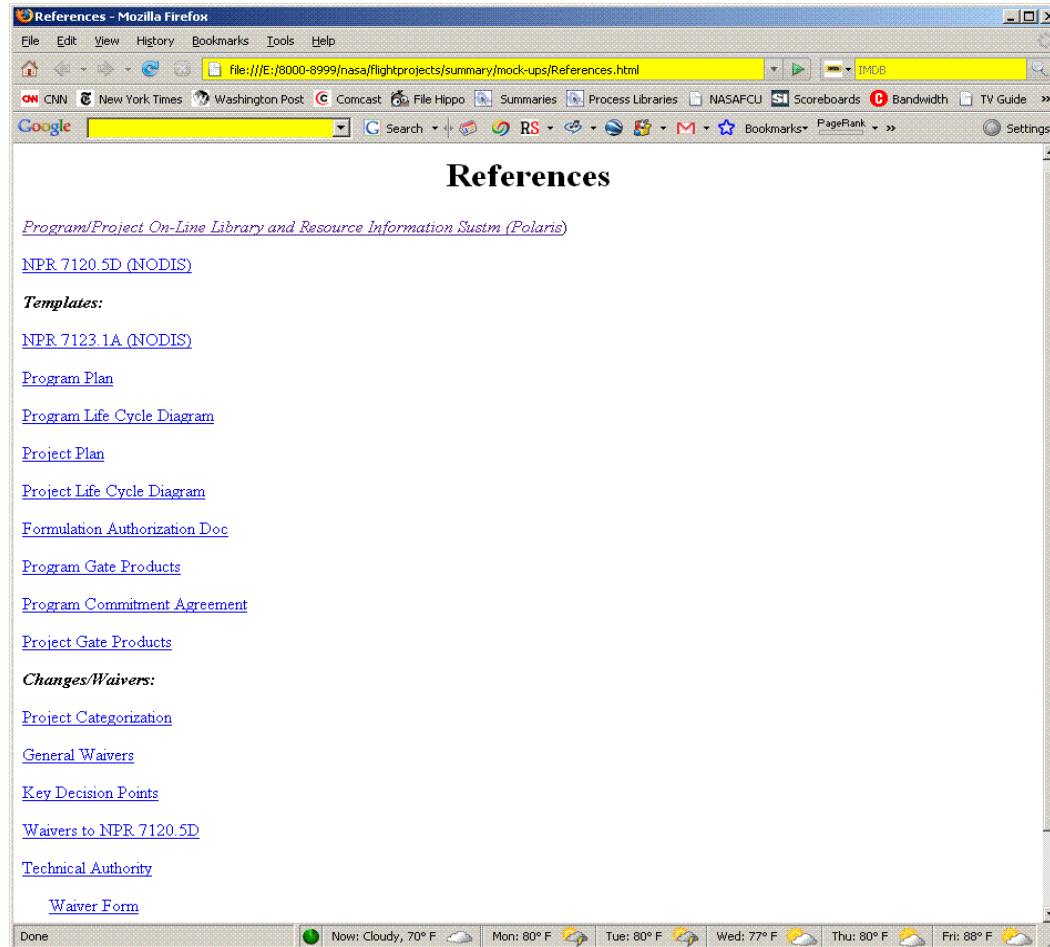 References - Mozilla Firefox
File Edit View History Bookmarks Tools Help
file:///E:/8000-8999/nasa/flightprojects/summary/mock-ups/References.html IMDB
CNN New York Times Washington Post Comcast File Hippo Summaries Process Libraries NASAFCU Scoreboards Bandwidth TV Guide »
Google G Search RS Bookmarks PageRank » Settings
References
Program/Project On-Line Library and Resource Information Sustm (Polaris)
NPR 7120.5D (NODIS)
Templates:
NPR 7123.1A (NODIS)
Program Plan
Program Life Cycle Diagram
Project Plan
Project Life Cycle Diagram
Formulation Authorization Doc
Program Gate Products
Program Commitment Agreement
Project Gate Products
Changes/Waivers:
Project Categorization
General Waivers
Key Decision Points
Waivers to NPR 7120.5D
Technical Authority
Waiver Form
Done Now: Cloudy, 70° F Mon: 80° F Tue: 80° F Wed: 77° F Thu: 80° F Fri: 88° F